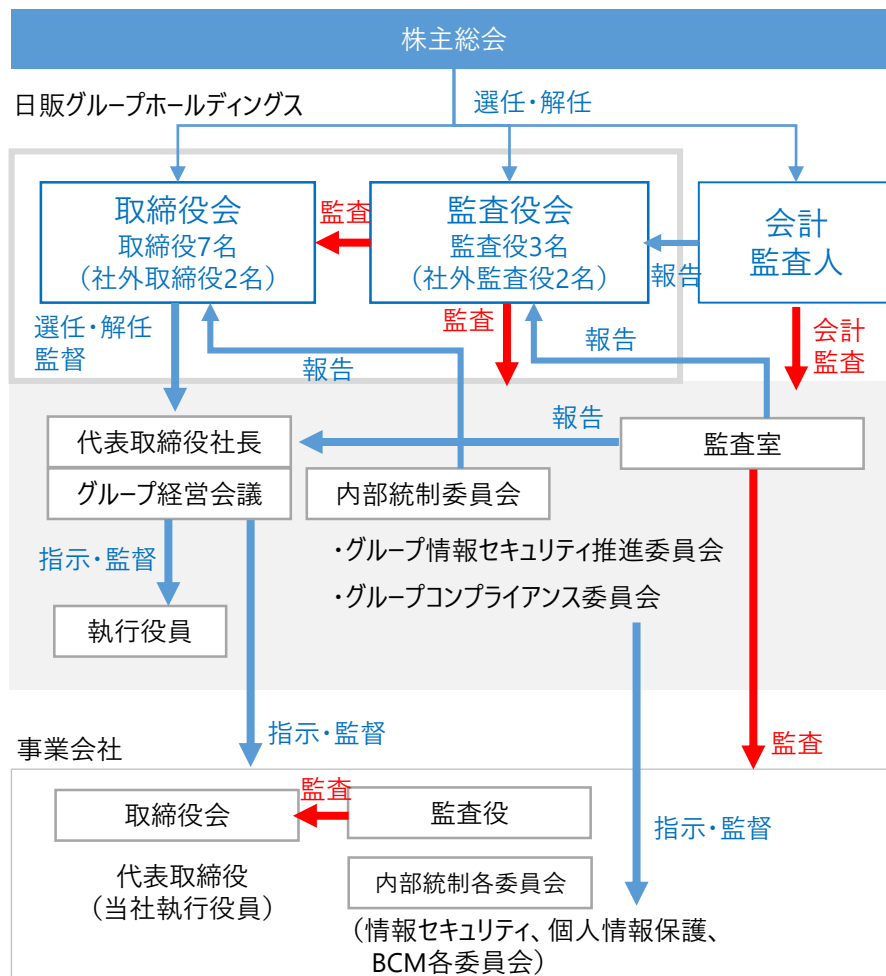 株主総会
日販グループホールディングス
選任・解任
取締役会
取締役7名
（社外取締役2名）
監査
監査役会
監査役3名
（社外監査役2名）
報告
会計
監査人
選任・解任
監督
報告
監査
報告
会計
監査
代表取締役社長
報告
監査室
グループ経営会議
内部統制委員会
指示・監督
・グループ情報セキュリティ推進委員会
・グループコンプライアンス委員会
執行役員
指示・監督
監査
事業会社
取締役会
監査
監査役
指示・監督
代表取締役
（当社執行役員）
内部統制各委員会
（情報セキュリティ、個人情報保護、
BCM各委員会）